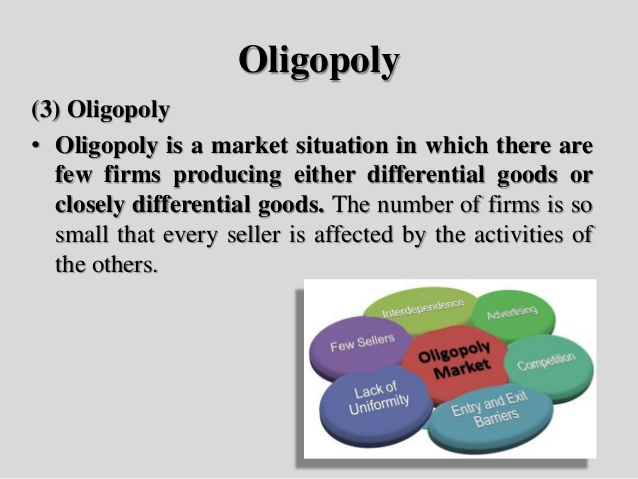 Oligopoly
(3) Oligopoly
• Oligopoly is a market situation in which there are
few firms producing either differential goods or
closely differential goods. The number of firms is so
small that every seller is affected by the activities of
the others.
Interdependence
Advertising
Few Sellers
Oligopoly
Market
Competition
Lack of
Uniformity
Entry and Exit
Barriers